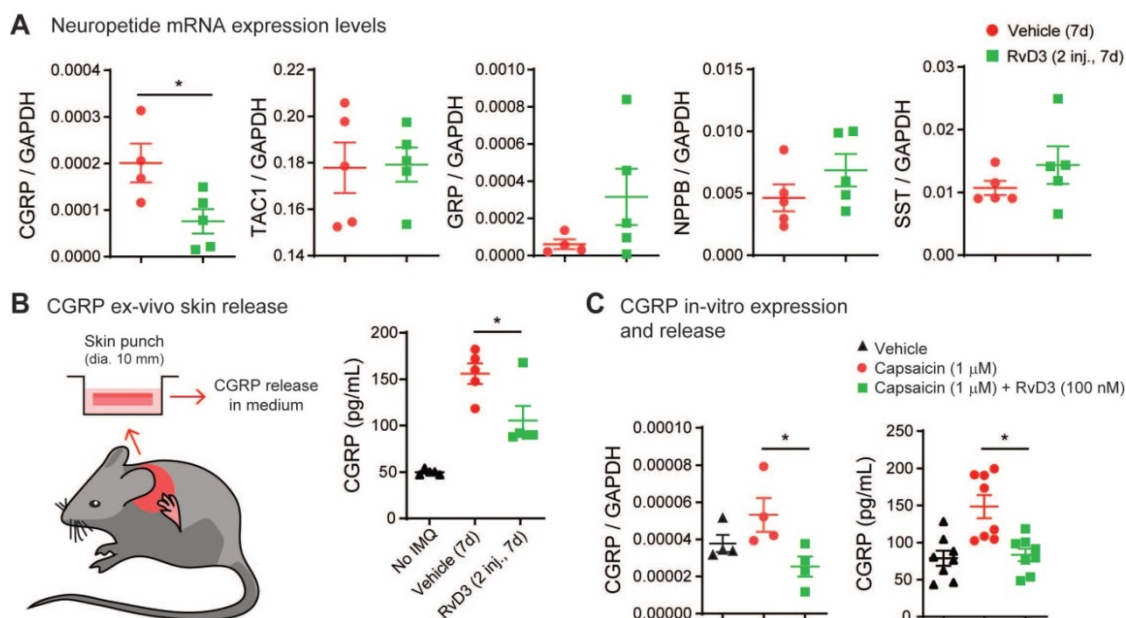 A Neuropetide mRNA expression levels
Vehicle (7d)
RvD3 (2 inj., 7d)
CGRP / GAPDH
0.0004
0.0003
0.0002
0.0001
0.0000
*
TAC1 / GAPDH
0.22
0.20
0.18
0.16
0.14
GRP / GAPDH
0.0008
0.0006
0.0004
0.0002
0.0000
NPPB / GAPDH
0.015
0.010
0.005
0.000
SST / GAPDH
0.03
0.02
0.01
0.00
B CGRP ex-vivo skin release
Skin punch
(dia. 10 mm)
CGRP release
in medium
CGRP (pg/mL)
200
150
100
50
0
*
No IMQ
Vehicle (7d)
RvD3 (2 inj., 7d)
C CGRP in-vitro expression
and release
Vehicle
Capsaicin (1 μM)
Capsaicin (1 μM) + RvD3 (100 nM)
CGRP / GAPDH
0.00010
0.00008
0.00006
0.00004
0.00002
0.00000
*
CGRP (pg/mL)
250
200
150
100
50
0
*